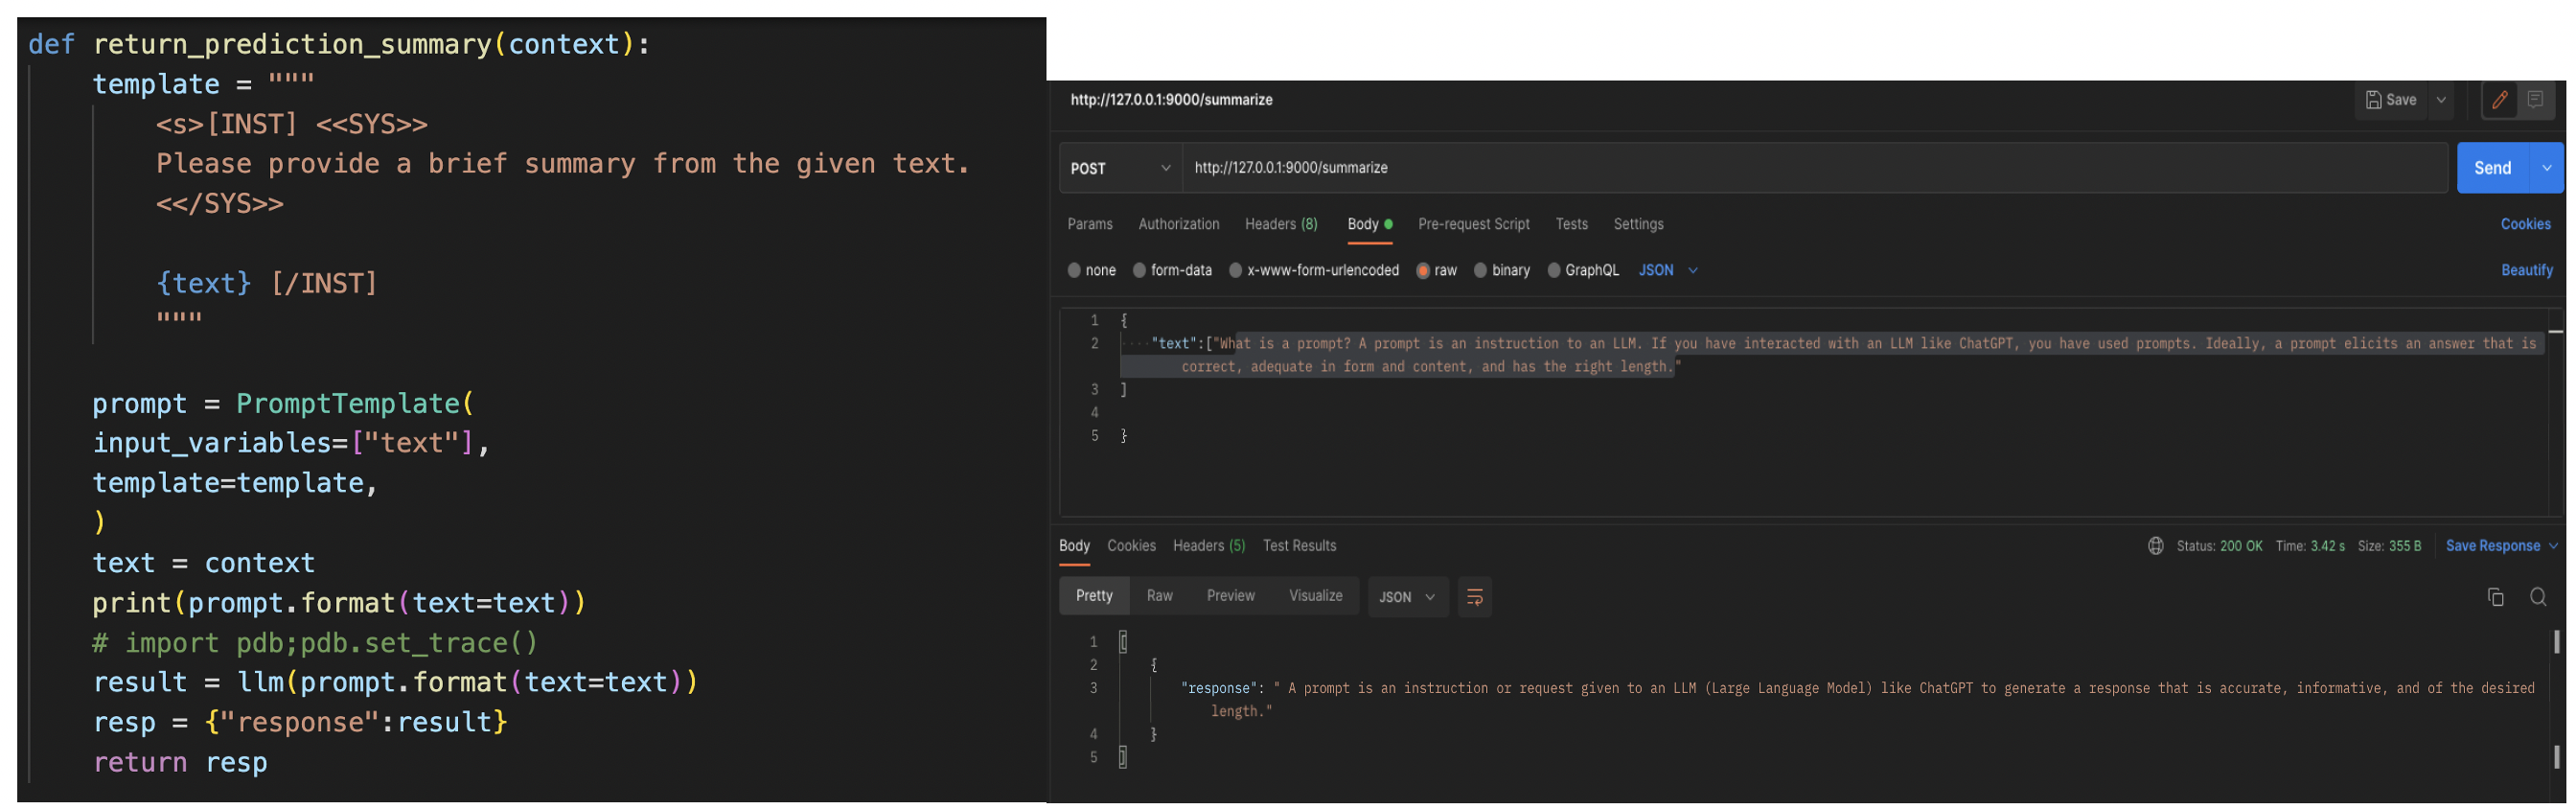 def return_prediction_summary(context):
template = """
<s>[INST] <<SYS>>
Please provide a brief summary from the given text.
<</SYS>>
{text} [/INST]
"""
prompt = PromptTemplate(
input_variables=["text"],
template=template,
)
text = context
print(prompt.format(text=text))
# import pdb;pdb.set_trace()
result = llm(prompt.format(text=text))
resp = {"response":result}
return resp
http://127.0.0.1:9000/summarize
Save
POST http://127.0.0.1:9000/summarize Send
Params Authorization Headers (8) Body Pre-request Script Tests Settings Cookies
none form-data x-www-form-urlencoded raw binary GraphQL JSON Beautify
1 {
2 "text":["What is a prompt? A prompt is an instruction to an LLM. If you have interacted with an LLM like ChatGPT, you have used prompts. Ideally, a prompt elicits an answer that is
correct, adequate in form and content, and has the right length."
3 ]
4
5 }
Body Cookies Headers (5) Test Results Status: 200 OK Time: 3.42 s Size: 355 B Save Response
Pretty Raw Preview Visualize JSON
1 [
2 {
3 "response": " A prompt is an instruction or request given to an LLM (Large Language Model) like ChatGPT to generate a response that is accurate, informative, and of the desired
length."
4 }
5 ]